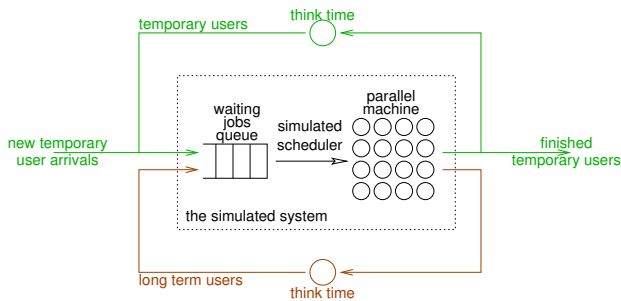 think time
temporary users
waiting
jobs
queue
simulated
scheduler
parallel
machine
new temporary
user arrivals
finished
temporary users
the simulated system
long term users
think time